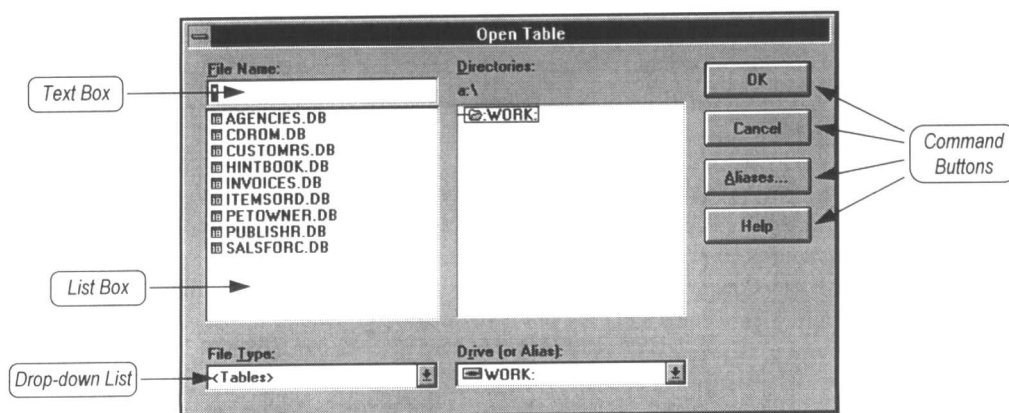 Open Table
File Name:
Directories:
a:\
:WORK:
OK
Cancel
Aliases...
Help
AGENCIES.DB
CDROM.DB
CUSTOMRS.DB
HINTBOOK.DB
INVOICES.DB
ITEMSORD.DB
PETOWNER.DB
PUBLISHR.DB
SALSFORC.DB
File Type:
<Tables>
Drive (or Alias):
WORK:
Text Box
List Box
Drop-down List
Command
Buttons